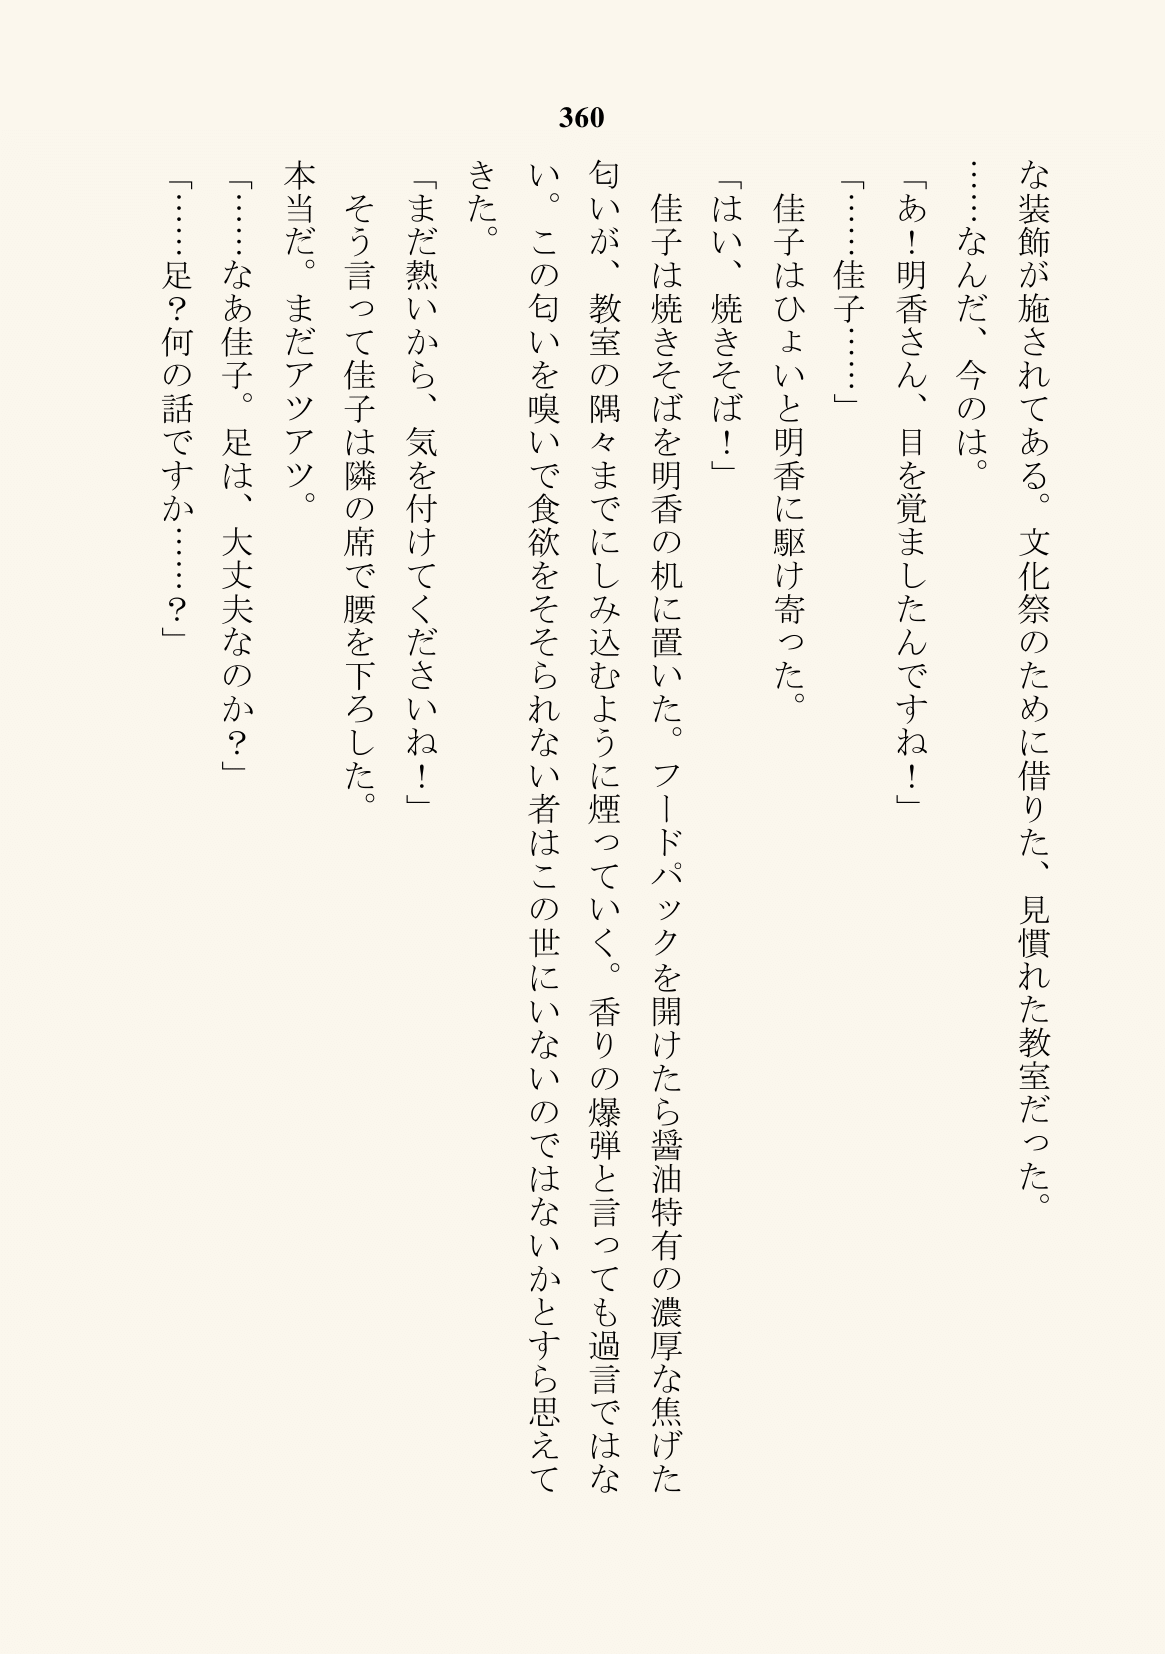 360
な装飾が施されてある。文化祭のために借りた、見慣れた教室だった。
……なんだ、今のは。
「あ！明香さん、目を覚ましたんですね！」
「……佳子……」
　佳子はひょいと明香に駆け寄った。
「はい、焼きそば！」
　佳子は焼きそばを明香の机に置いた。フードパックを開けたら醤油特有の濃厚な焦げた
匂いが、教室の隅々までにしみ込むように煙っていく。香りの爆弾と言っても過言ではな
い。この匂いを嗅いで食欲をそそられない者はこの世にいないのではないかとすら思えて
きた。
「まだ熱いから、気を付けてくださいね！」
　そう言って佳子は隣の席で腰を下ろした。
本当だ。まだアツアツ。
「……なあ佳子。足は、大丈夫なのか？」
「……足？何の話ですか……？」